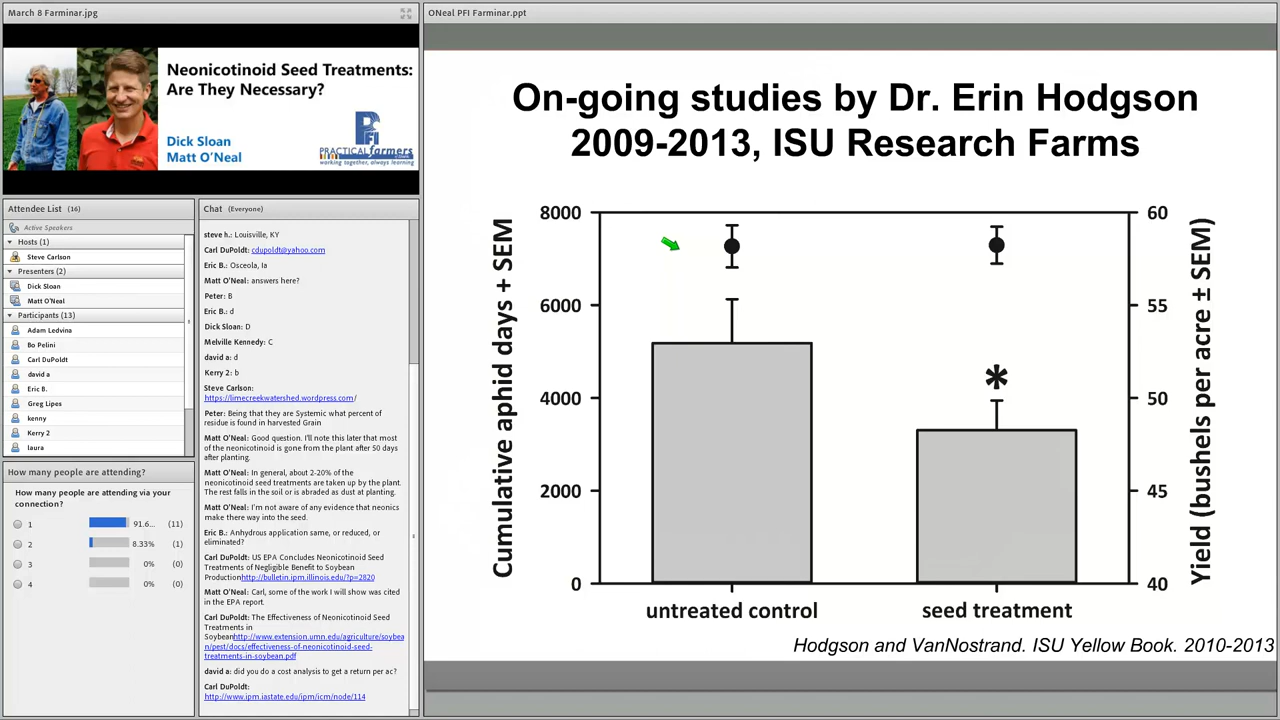 March 8 Farminar.jpg
Neonicotinoid Seed Treatments:
Are They Necessary?
Dick Sloan
Matt O'Neal
PFI
PRACTICAL farmers
working together, always learning
Attendee List (16)
Active Speakers
Hosts (1)
Steve Carlson
Presenters (2)
Dick Sloan
Matt O'Neal
Participants (13)
Adam Ledvina
Bo Pelini
Carl DuPoldt
david a
Eric B.
Greg Lipes
kenny
Kerry 2
laura
How many people are attending?
How many people are attending via your
connection?
1 91.6... (11)
2 8.33% (1)
3 0% (0)
4 0% (0)
Chat (Everyone)
steve h.: Louisville, KY
Carl DuPoldt: cdupoldt@yahoo.com
Eric B.: Osceola, Ia
Matt O'Neal: answers here?
Peter: B
Eric B.: d
Dick Sloan: D
Melville Kennedy: C
david a: d
Kerry 2: b
Steve Carlson:
https://limecreekwatershed.wordpress.com/
Peter: Being that they are Systemic what percent of
residue is found in harvested Grain
Matt O'Neal: Good question. I'll note this later that most
of the neonicotinoid is gone from the plant after 50 days
after planting.
Matt O'Neal: In general, about 2-20% of the
neonicotinoid seed treatments are taken up by the plant.
The rest falls in the soil or is abraded as dust at planting.
Matt O'Neal: I'm not aware of any evidence that neonics
make there way into the seed.
Eric B.: Anhydrous application same, or reduced, or
eliminated?
Carl DuPoldt: US EPA Concludes Neonicotinoid Seed
Treatments of Negligible Benefit to Soybean
Productionhttp://bulletin.ipm.illinois.edu/?p=2820
Matt O'Neal: Carl, some of the work I will show was cited
in the EPA report.
Carl DuPoldt: The Effectiveness of Neonicotinoid Seed
Treatments in
Soybeanhttp://www.extension.umn.edu/agriculture/soybea
n/pest/docs/effectiveness-of-neonicotinoid-seed-
treatments-in-soybean.pdf
david a: did you do a cost analysis to get a return per ac?
Carl DuPoldt:
http://www.ipm.iastate.edu/ipm/icm/node/114
ONeal PFI Farminar.ppt
On-going studies by Dr. Erin Hodgson
2009-2013, ISU Research Farms
Cumulative aphid days + SEM
8000
6000
4000
2000
0
*
60
55
50
45
40
Yield (bushels per acre ± SEM)
untreated control
seed treatment
Hodgson and VanNostrand. ISU Yellow Book. 2010-2013